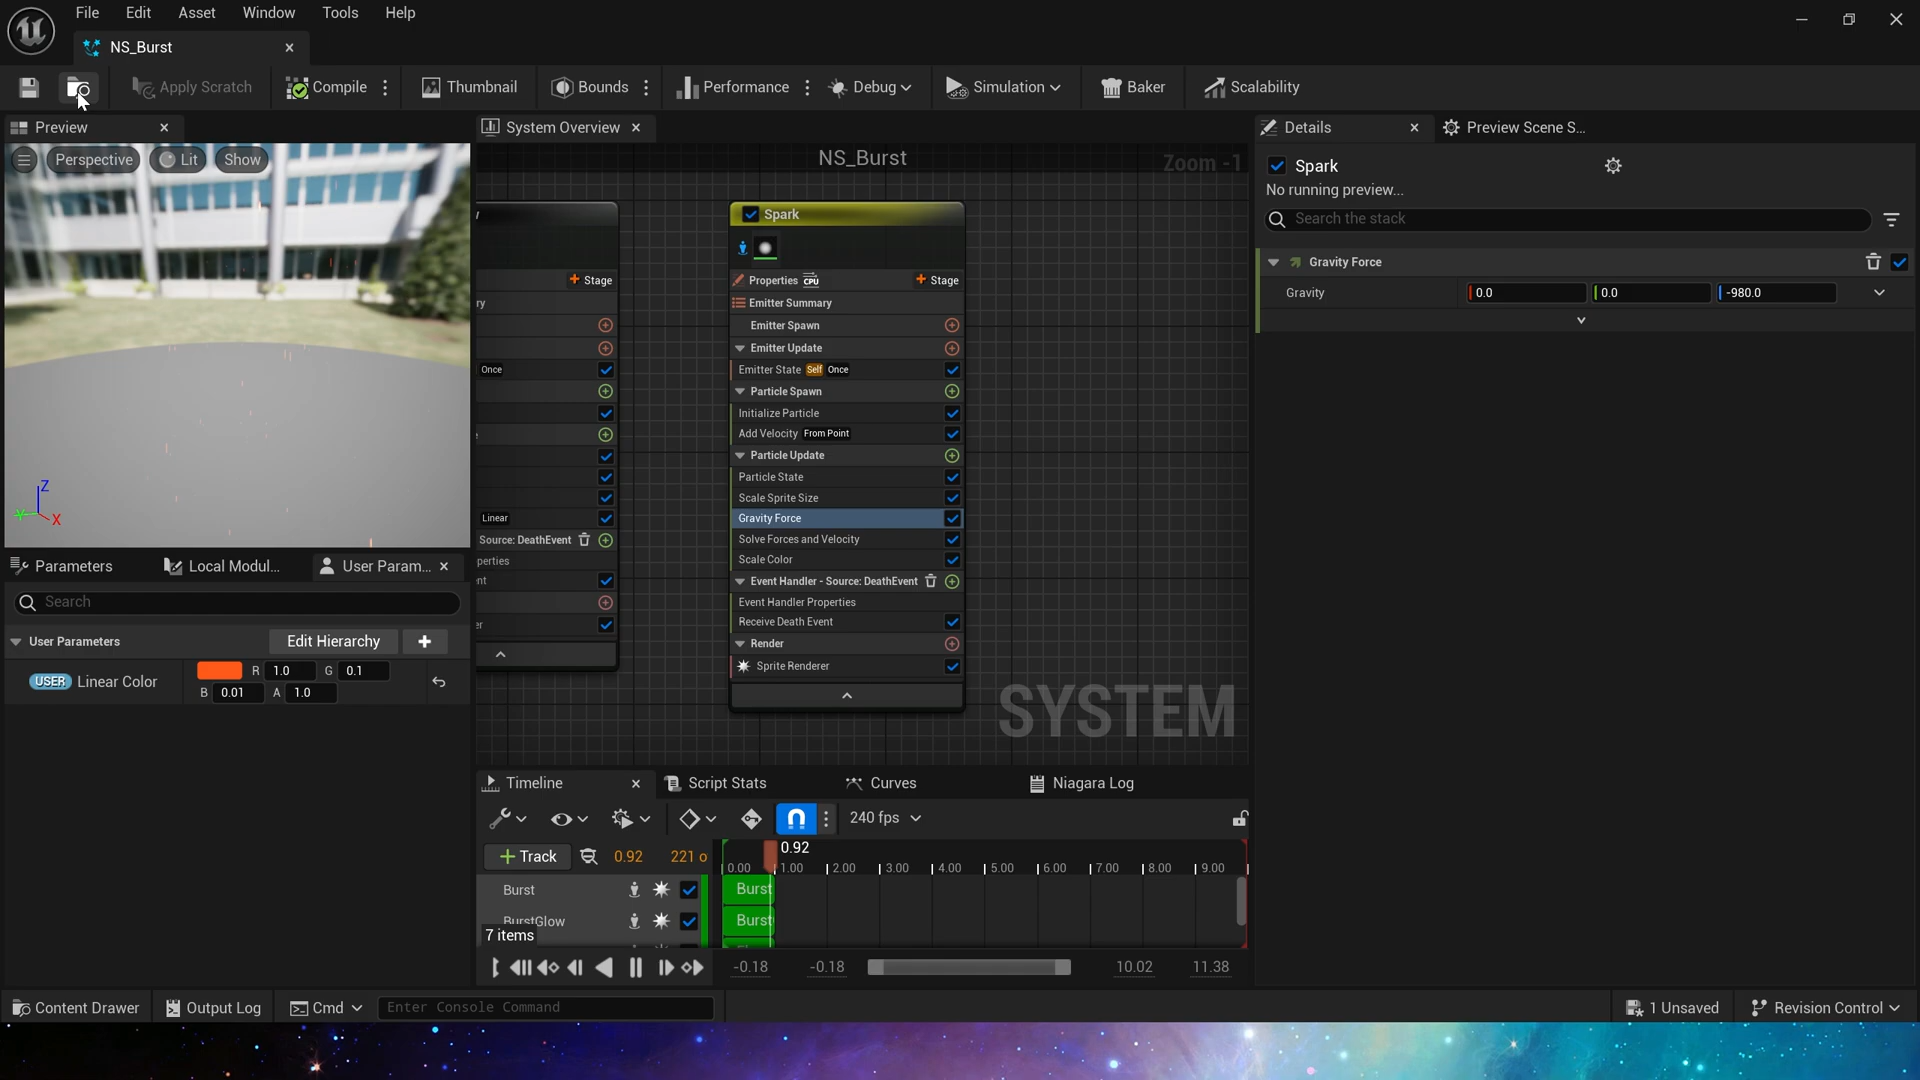 File Edit Asset Window Tools Help
NS_Burst
Apply Scratch Compile Thumbnail Bounds Performance Debug Simulation Baker Scalability
Preview
Perspective Lit Show
Z
Y
X
Parameters Local Modul... User Param...
Search
User Parameters Edit Hierarchy
USER Linear Color R 1.0 G 0.1
B 0.01 A 1.0
System Overview
NS_Burst
Zoom -1
Stage
Once
Linear
Source: DeathEvent
Spark
Properties CPU Stage
Emitter Summary
Emitter Spawn
Emitter Update
Emitter State Self Once
Particle Spawn
Initialize Particle
Add Velocity From Point
Particle Update
Particle State
Scale Sprite Size
Gravity Force
Solve Forces and Velocity
Scale Color
Event Handler - Source: DeathEvent
Event Handler Properties
Receive Death Event
Render
Sprite Renderer
SYSTEM
Timeline Script Stats Curves Niagara Log
240 fps
Track 0.92 221 o
0.92
0.00 1.00 2.00 3.00 4.00 5.00 6.00 7.00 8.00 9.00
Burst Burst
BurstGlow Burst
7 items
-0.18 -0.18 10.02 11.38
Details Preview Scene S...
Spark
No running preview...
Search the stack
Gravity Force
Gravity 0.0 0.0 -980.0
Content Drawer Output Log Cmd Enter Console Command 1 Unsaved Revision Control